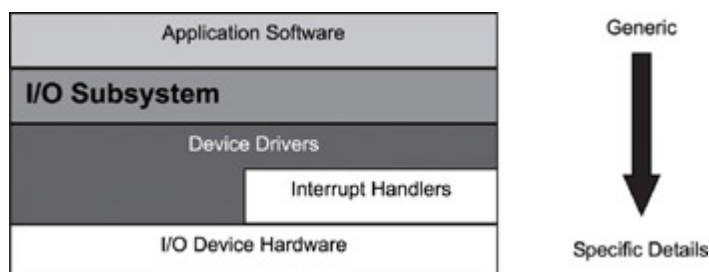 Application Software
I/O Subsystem
Device Drivers
Interrupt Handlers
I/O Device Hardware
Generic
Specific Details